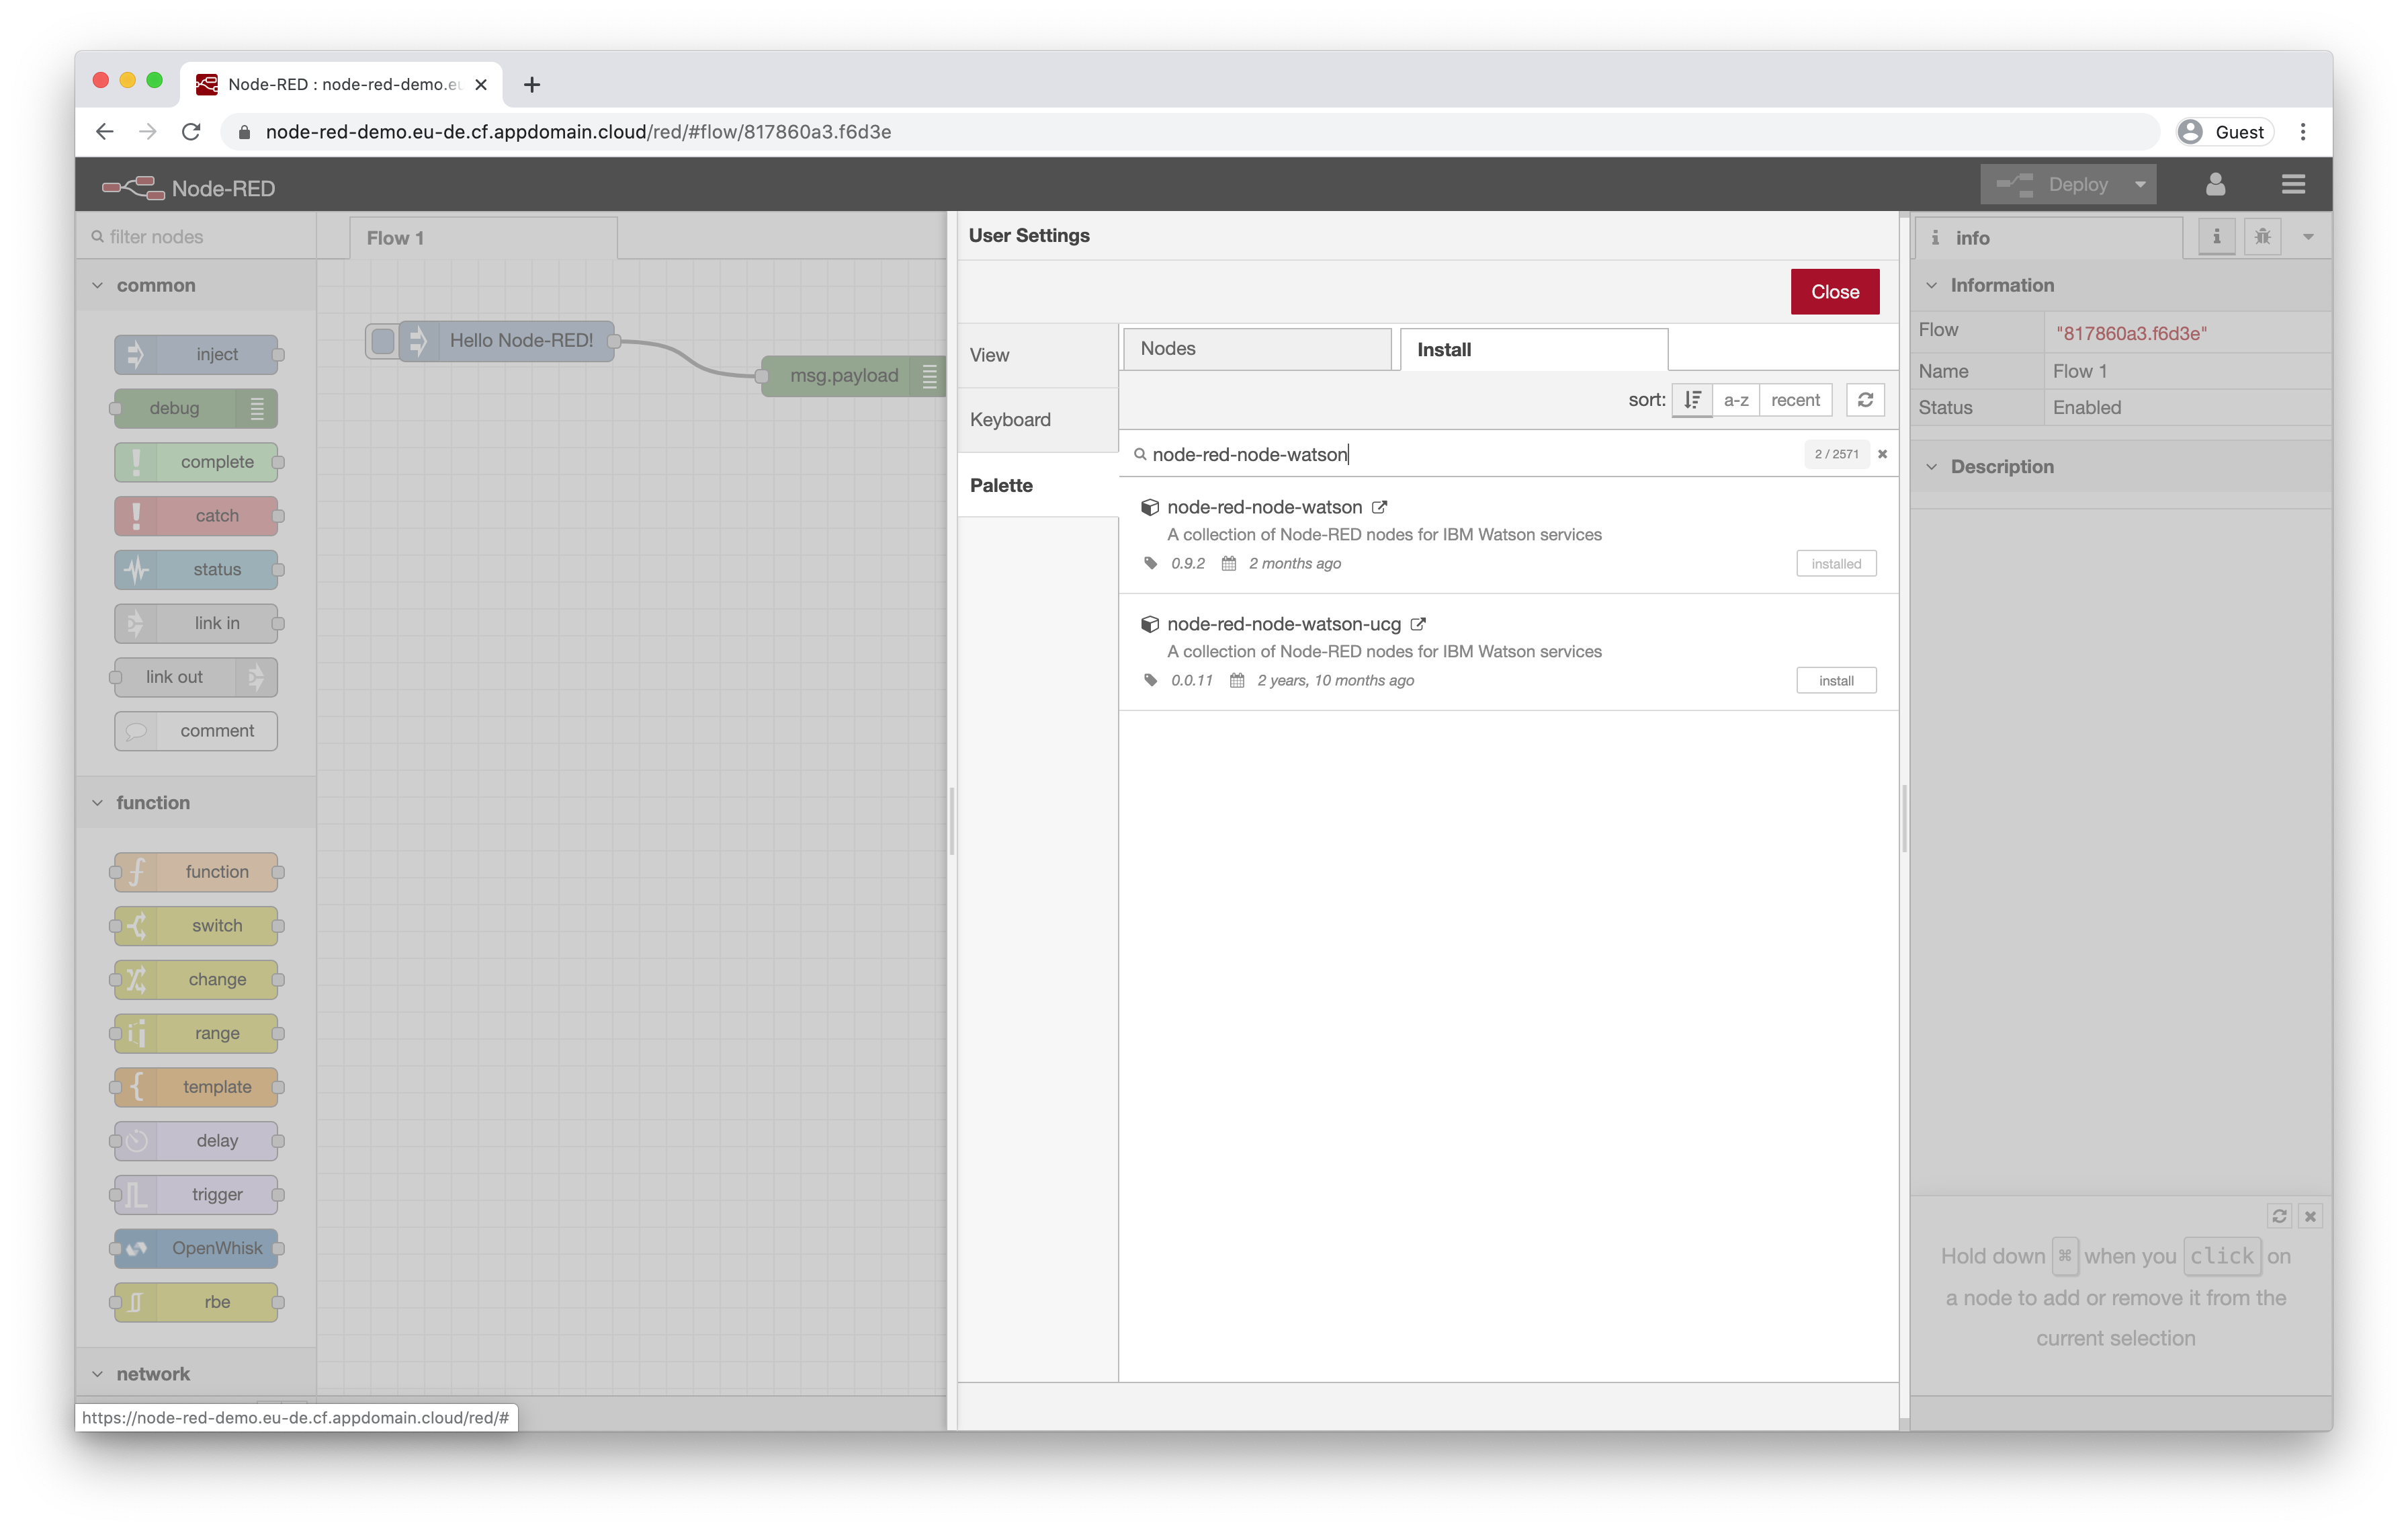 Node-RED : node-red-demo.eu
node-red-demo.eu-de.cf.appdomain.cloud/red/#flow/817860a3.f6d3e
Guest
Node-RED
Deploy
filter nodes
Flow 1
common
inject
debug
complete
catch
status
link in
link out
comment
function
function
switch
change
range
template
delay
trigger
OpenWhisk
rbe
network
https://node-red-demo.eu-de.cf.appdomain.cloud/red/#
Hello Node-RED!
msg.payload
User Settings
Close
View
Keyboard
Palette
Nodes
Install
sort: a-z recent
node-red-node-watson
2 / 2571
node-red-node-watson
A collection of Node-RED nodes for IBM Watson services
0.9.2 2 months ago
installed
node-red-node-watson-ucg
A collection of Node-RED nodes for IBM Watson services
0.0.11 2 years, 10 months ago
install
info
Information
Flow "817860a3.f6d3e"
Name Flow 1
Status Enabled
Description
Hold down ⌘ when you click on
a node to add or remove it from the
current selection